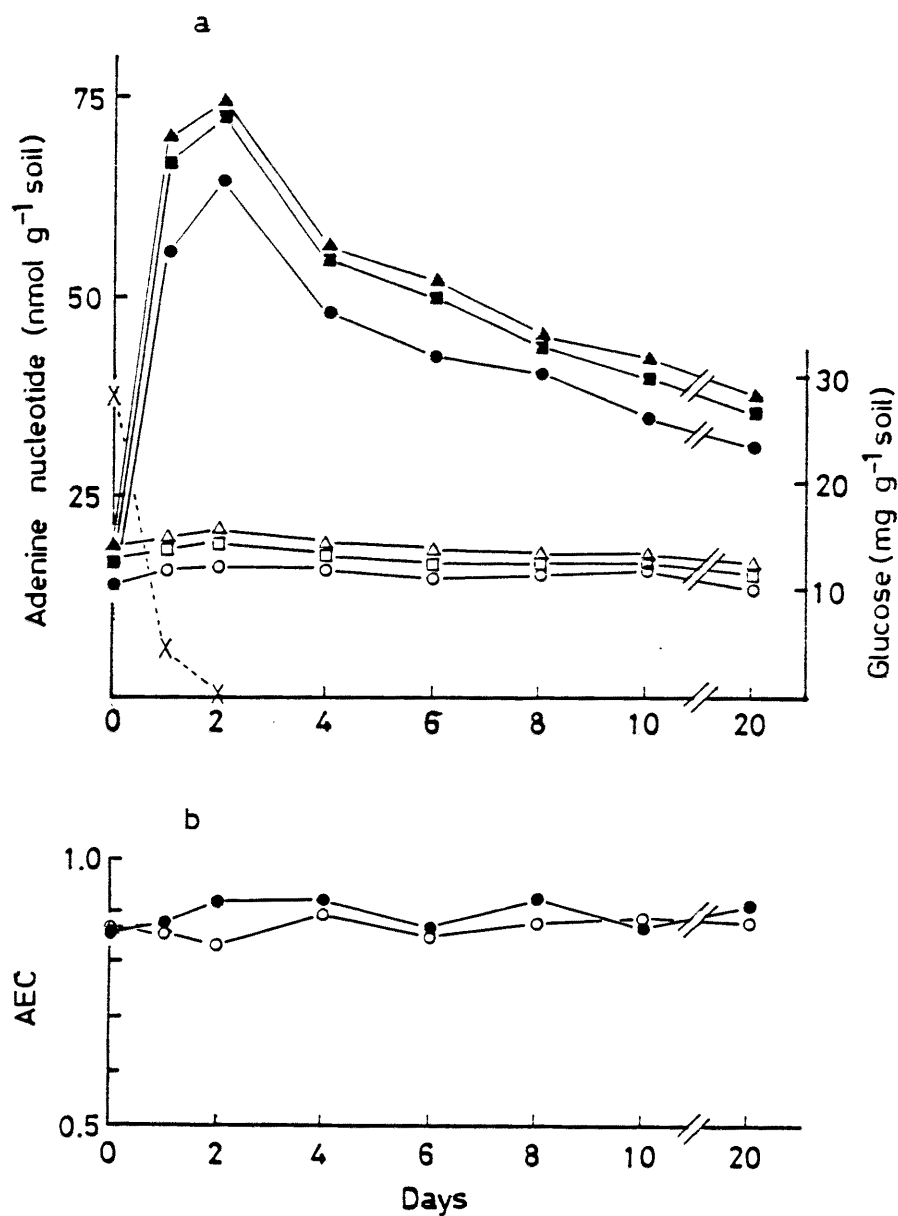 a
Adenine nucleotide (nmol g⁻¹ soil)
75
50
25
Glucose (mg g⁻¹ soil)
30
20
10
0 2 4 6 8 10 20
b
AEC
1.0
0.5
0 2 4 6 8 10 20
Days